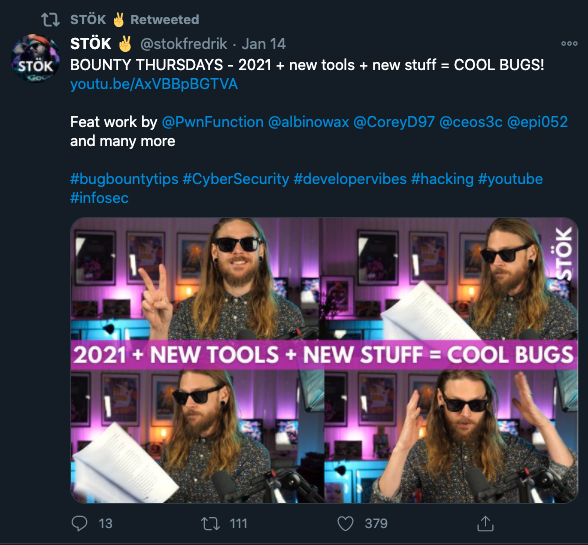 STÖK ✌ Retweeted
STÖK ✌ @stokfredrik · Jan 14
BOUNTY THURSDAYS - 2021 + new tools + new stuff = COOL BUGS!
youtu.be/AxVBBpBGTVA
Feat work by @PwnFunction @albinowax @CoreyD97 @ceos3c @epi052
and many more
#bugbountytips #CyberSecurity #developervibes #hacking #youtube
#infosec
STÖK
STÖK
2021 + NEW TOOLS + NEW STUFF = COOL BUGS
13 111 379